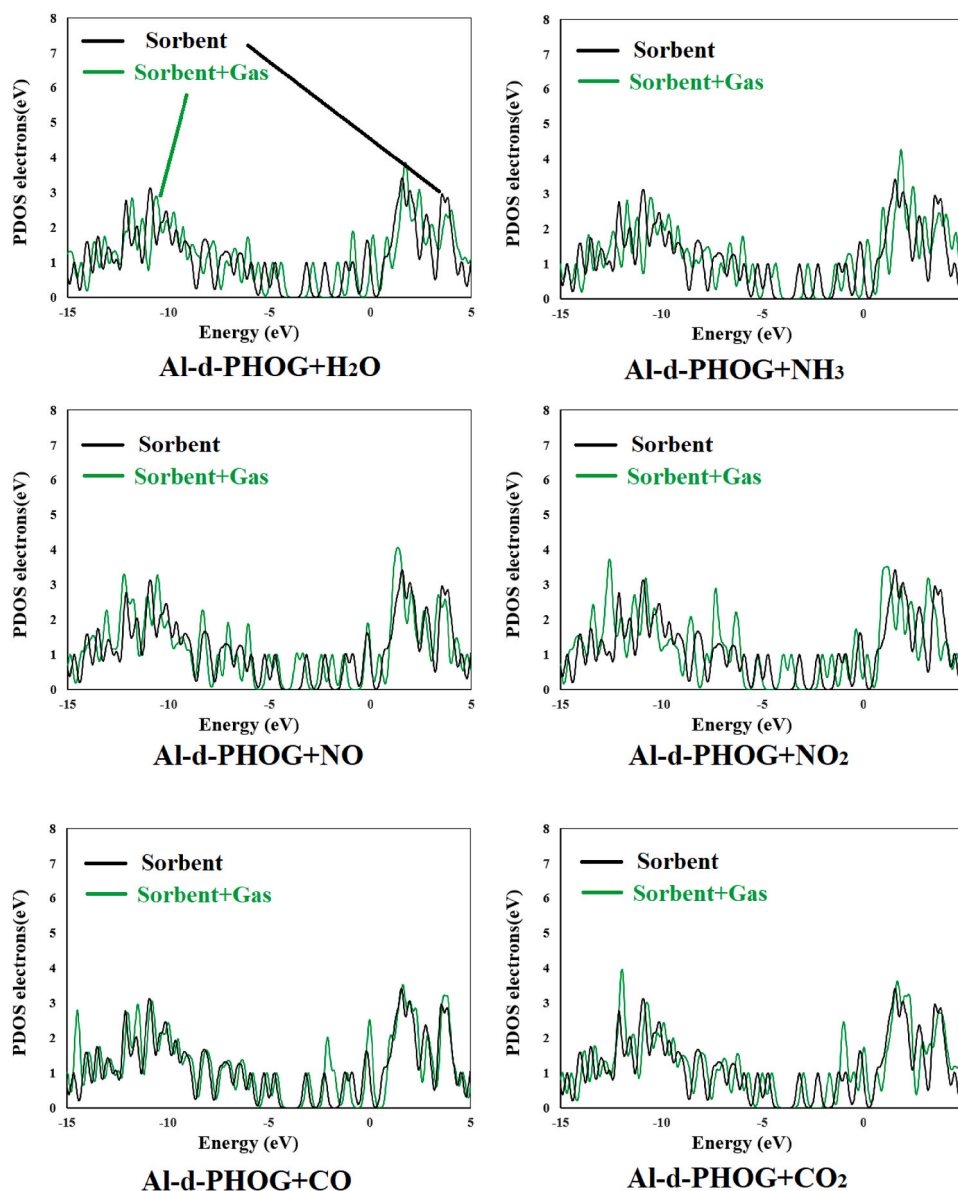 8
7
6
5
4
3
2
1
0
PDOS electrons(eV)
Sorbent
Sorbent+Gas
-15
-10
-5
0
5
Energy (eV)
Al-d-PHOG+H₂O
8
7
6
5
4
3
2
1
0
PDOS electrons(eV)
Sorbent
Sorbent+Gas
-15
-10
-5
0
Energy (eV)
Al-d-PHOG+NH₃
8
7
6
5
4
3
2
1
0
PDOS electrons(eV)
Sorbent
Sorbent+Gas
-15
-10
-5
0
5
Energy (eV)
Al-d-PHOG+NO
8
7
6
5
4
3
2
1
0
PDOS electrons(eV)
Sorbent
Sorbent+Gas
-15
-10
-5
0
Energy (eV)
Al-d-PHOG+NO₂
8
7
6
5
4
3
2
1
0
PDOS electrons(eV)
Sorbent
Sorbent+Gas
-15
-10
-5
0
5
Energy (eV)
Al-d-PHOG+CO
8
7
6
5
4
3
2
1
0
PDOS electrons(eV)
Sorbent
Sorbent+Gas
-15
-10
-5
0
Energy (eV)
Al-d-PHOG+CO₂